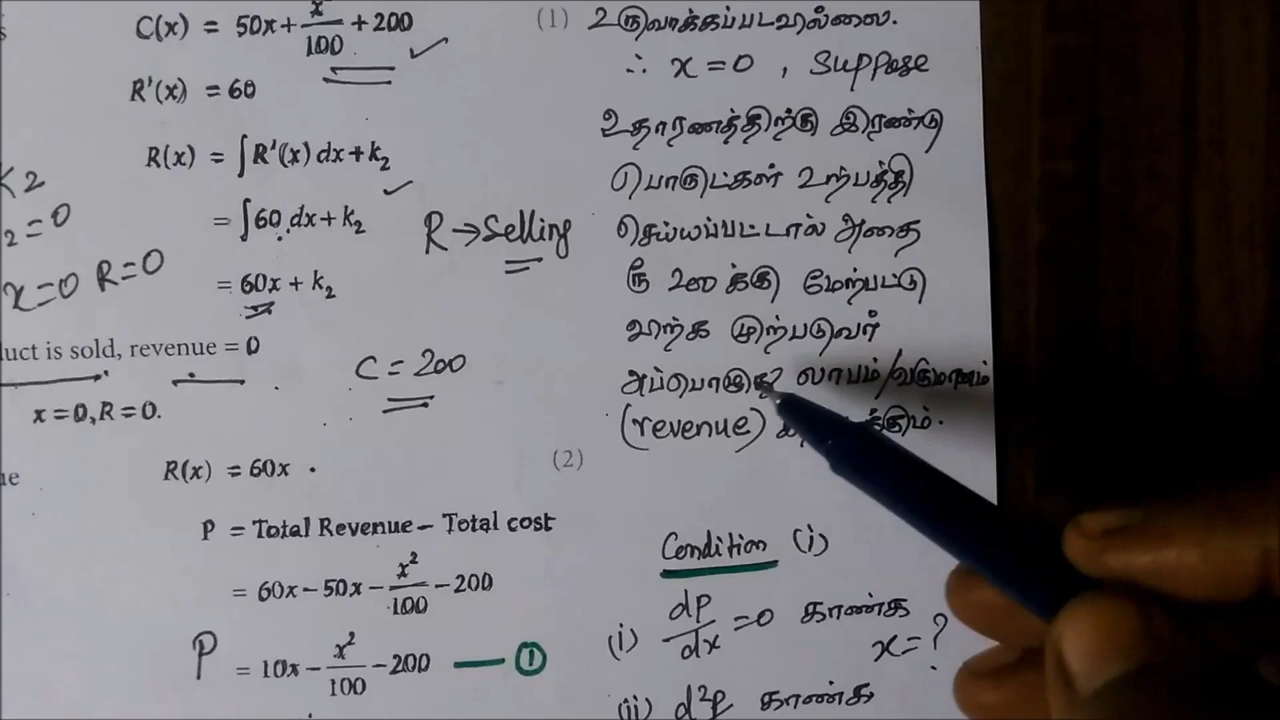 C(x) = 50x + x²/100 + 200 (1)
R'(x) = 60
R(x) = ∫R'(x) dx + k₂
= ∫60 dx + k₂
= 60x + k₂
K2
2 = 0
x=0 R=0
R → Selling
uct is sold, revenue = 0
C = 200
x = 0, R = 0.
R(x) = 60x . (2)
P = Total Revenue – Total cost
= 60x – 50x – x²/100 – 200
P = 10x – x²/100 – 200 — ①
உருவாக்கப்படவில்லை.
∴ x = 0 , Suppose
உதாரணத்திற்கு இரண்டு
பொருட்கள் உற்பத்தி
செய்யப்பட்டால் அதை
ரூ 200 க்கு மேற்பட்டு
விற்க முற்படுவர்
லாபம்/வருமானம்
(revenue)
Condition (i)
(i) dp/dx = 0 காண்க
x = ?
(ii) காண்க